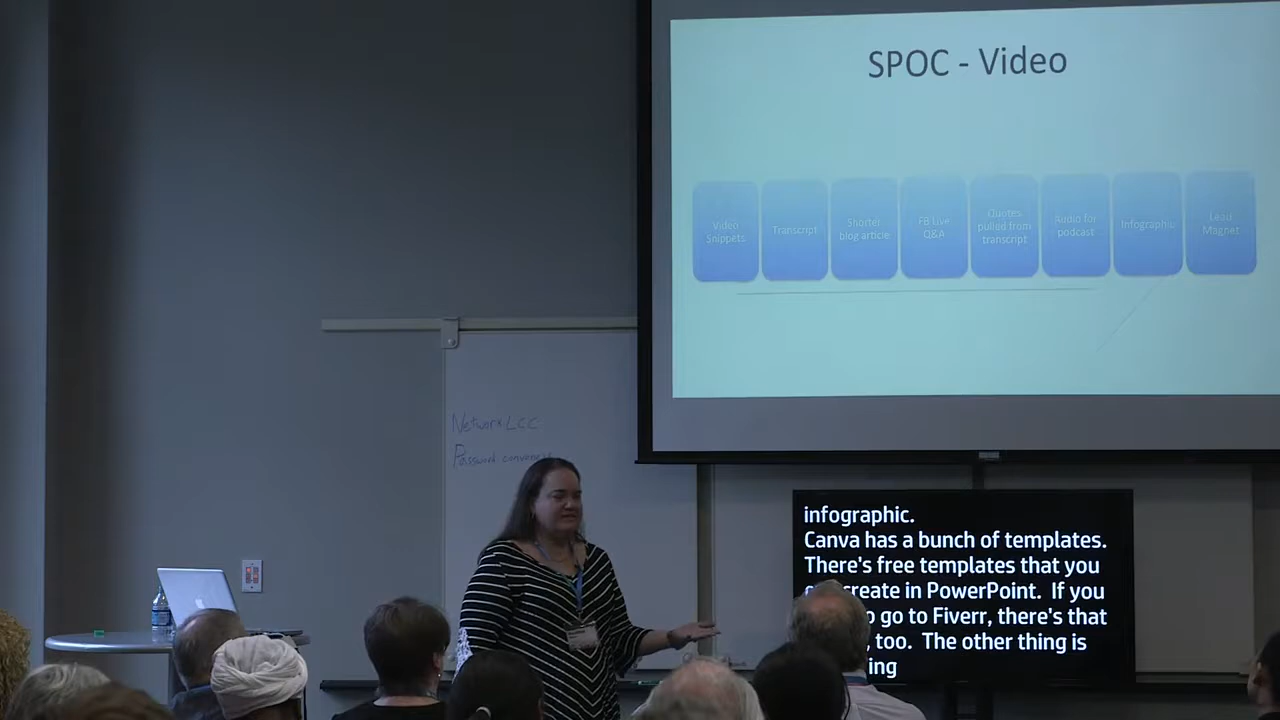 SPOC - Video
Video
Snippets
Transcript
Shorter
blog article
FB Live
Q&A
Quotes
pulled from
transcript
Audio for
podcast
Infographic
Lead
Magnet
Network LCC
Password
infographic.
Canva has a bunch of templates.
There's free templates that you
create in PowerPoint. If you
go to Fiverr, there's that
too. The other thing is